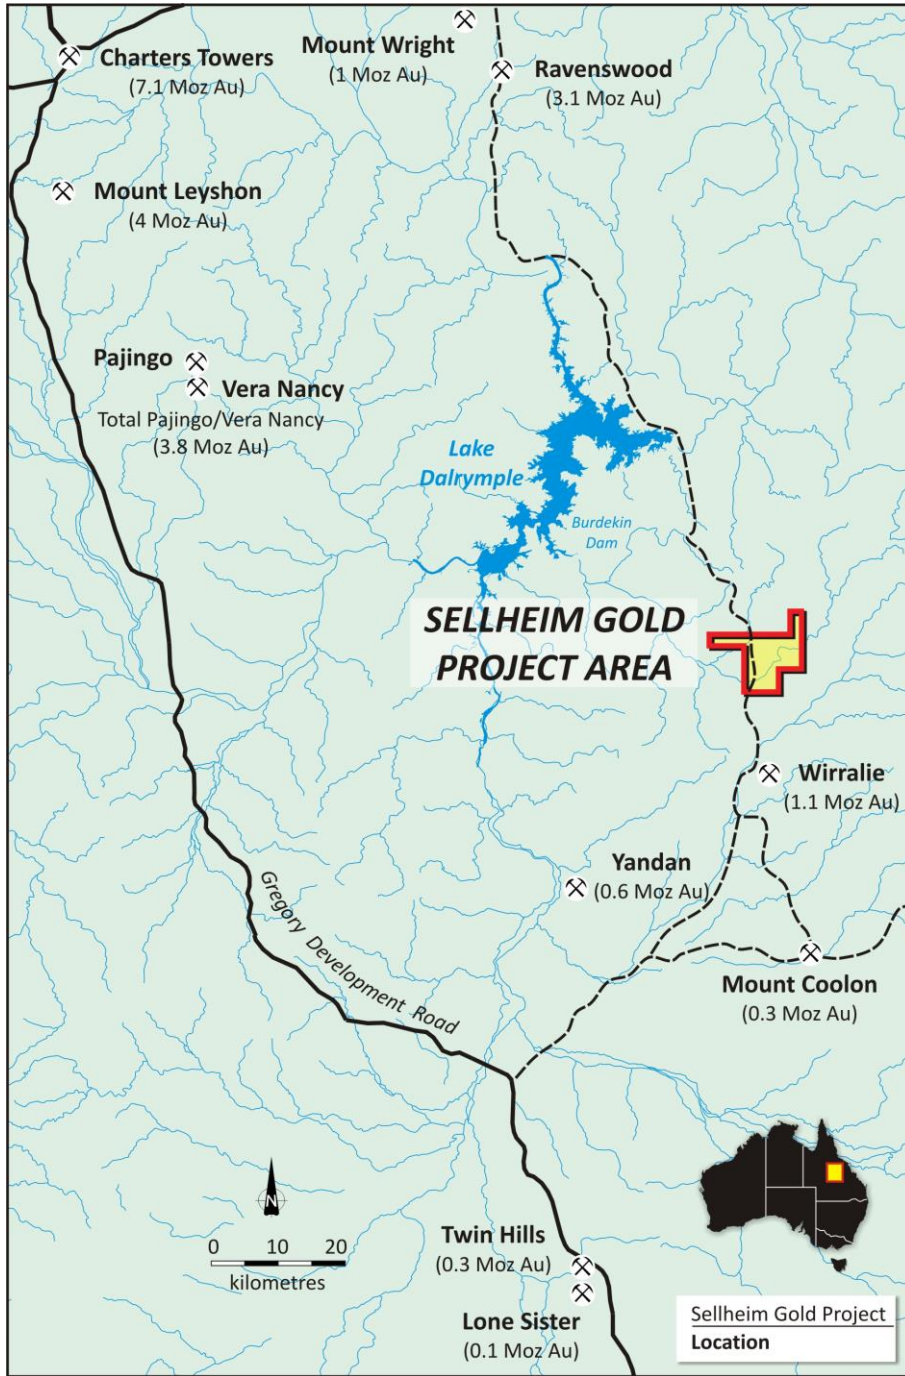 Mount Wright
(1 Moz Au)
Charters Towers
(7.1 Moz Au)
Ravenswood
(3.1 Moz Au)
Mount Leyshon
(4 Moz Au)
Pajingo
Vera Nancy
Total Pajingo/Vera Nancy
(3.8 Moz Au)
Lake
Dalrymple
Burdekin
Dam
SELLHEIM GOLD
PROJECT AREA
Wirralie
(1.1 Moz Au)
Yandan
(0.6 Moz Au)
Gregory Development Road
Mount Coolon
(0.3 Moz Au)
N
0 10 20
kilometres
Twin Hills
(0.3 Moz Au)
Lone Sister
(0.1 Moz Au)
Sellheim Gold Project
Location